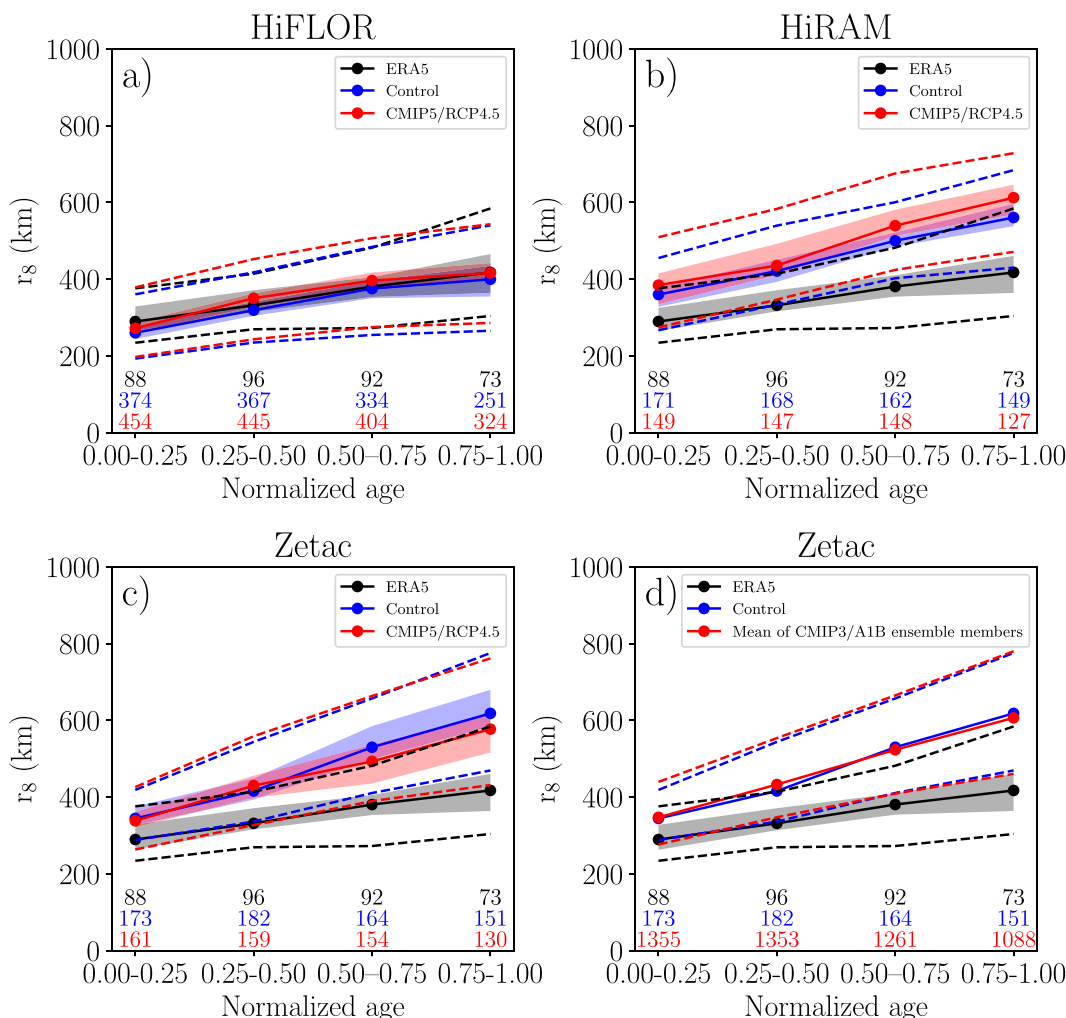 HiFLOR
a)
ERA5
Control
CMIP5/RCP4.5
1000
800
600
400
200
0
r8 (km)
88 96 92 73
374 367 334 251
454 445 404 324
0.00-0.25 0.25-0.50 0.50–0.75 0.75-1.00
Normalized age
HiRAM
b)
ERA5
Control
CMIP5/RCP4.5
1000
800
600
400
200
0
r8 (km)
88 96 92 73
171 168 162 149
149 147 148 127
0.00-0.25 0.25-0.50 0.50–0.75 0.75-1.00
Normalized age
Zetac
c)
ERA5
Control
CMIP5/RCP4.5
1000
800
600
400
200
0
r8 (km)
88 96 92 73
173 182 164 151
161 159 154 130
0.00-0.25 0.25-0.50 0.50–0.75 0.75-1.00
Normalized age
Zetac
d)
ERA5
Control
Mean of CMIP3/A1B ensemble members
1000
800
600
400
200
0
r8 (km)
88 96 92 73
173 182 164 151
1355 1353 1261 1088
0.00-0.25 0.25-0.50 0.50–0.75 0.75-1.00
Normalized age